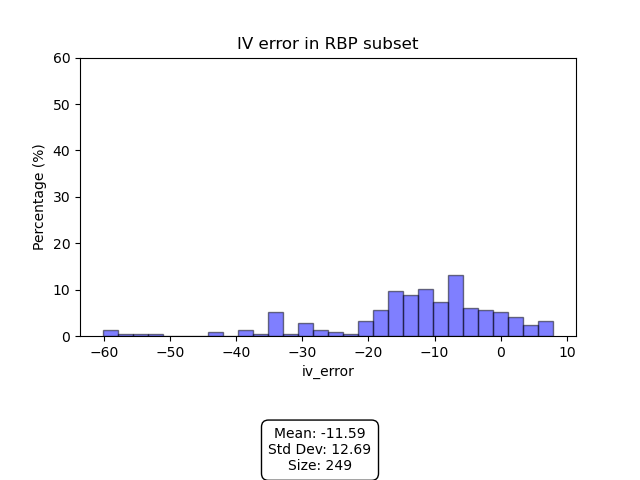 IV error in RBP subset
60
50
40
30
20
10
0
Percentage (%)
−60 −50 −40 −30 −20 −10 0 10
iv_error
Mean: -11.59
Std Dev: 12.69
Size: 249